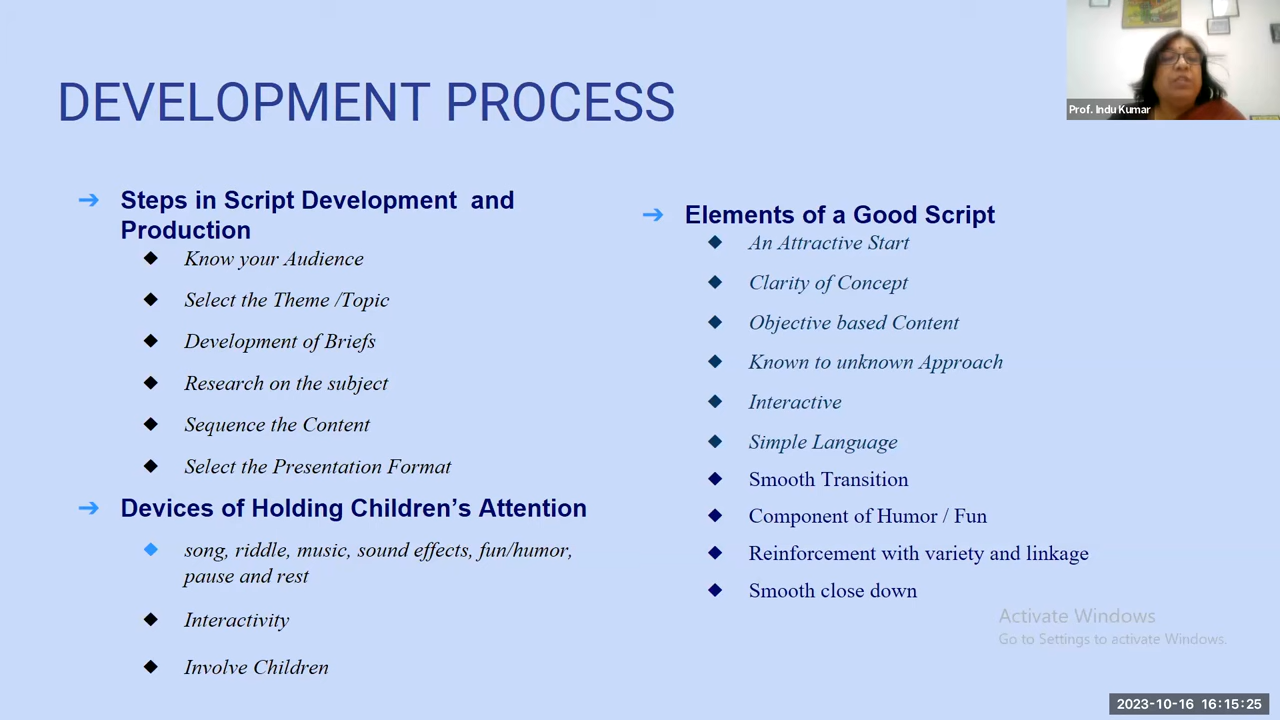 DEVELOPMENT PROCESS
Prof. Indu Kumar
➔ Steps in Script Development and
Production
◆ Know your Audience
◆ Select the Theme /Topic
◆ Development of Briefs
◆ Research on the subject
◆ Sequence the Content
◆ Select the Presentation Format
➔ Devices of Holding Children’s Attention
◆ song, riddle, music, sound effects, fun/humor,
pause and rest
◆ Interactivity
◆ Involve Children
➔ Elements of a Good Script
◆ An Attractive Start
◆ Clarity of Concept
◆ Objective based Content
◆ Known to unknown Approach
◆ Interactive
◆ Simple Language
◆ Smooth Transition
◆ Component of Humor / Fun
◆ Reinforcement with variety and linkage
◆ Smooth close down
Activate Windows
Go to Settings to activate Windows.
2023-10-16 16:15:25